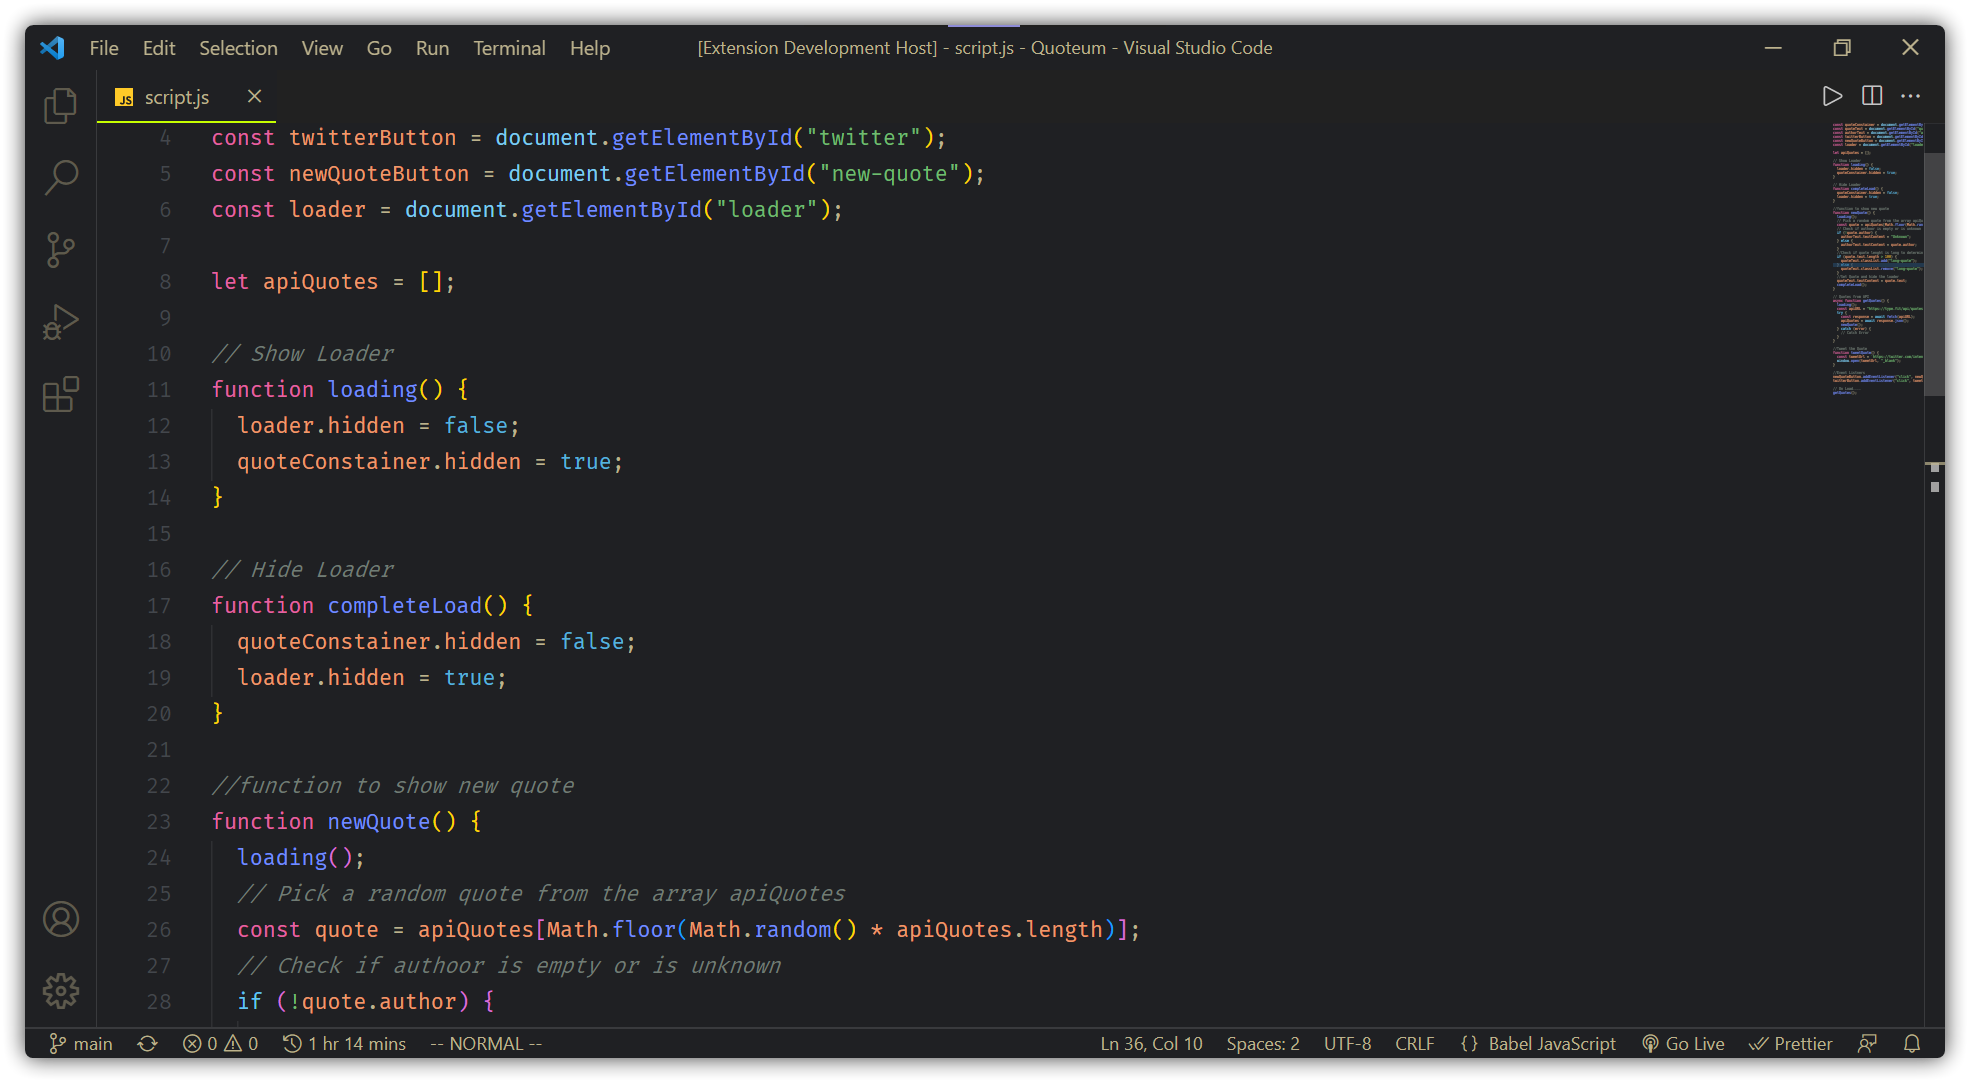 File Edit Selection View Go Run Terminal Help [Extension Development Host] - script.js - Quoteum - Visual Studio Code
JS script.js
4 const twitterButton = document.getElementById("twitter");
5 const newQuoteButton = document.getElementById("new-quote");
6 const loader = document.getElementById("loader");
7
8 let apiQuotes = [];
9
10 // Show Loader
11 function loading() {
12 loader.hidden = false;
13 quoteConstainer.hidden = true;
14 }
15
16 // Hide Loader
17 function completeLoad() {
18 quoteConstainer.hidden = false;
19 loader.hidden = true;
20 }
21
22 //function to show new quote
23 function newQuote() {
24 loading();
25 // Pick a random quote from the array apiQuotes
26 const quote = apiQuotes[Math.floor(Math.random() * apiQuotes.length)];
27 // Check if authoor is empty or is unknown
28 if (!quote.author) {
main 0 0 1 hr 14 mins -- NORMAL -- Ln 36, Col 10 Spaces: 2 UTF-8 CRLF {} Babel JavaScript Go Live Prettier